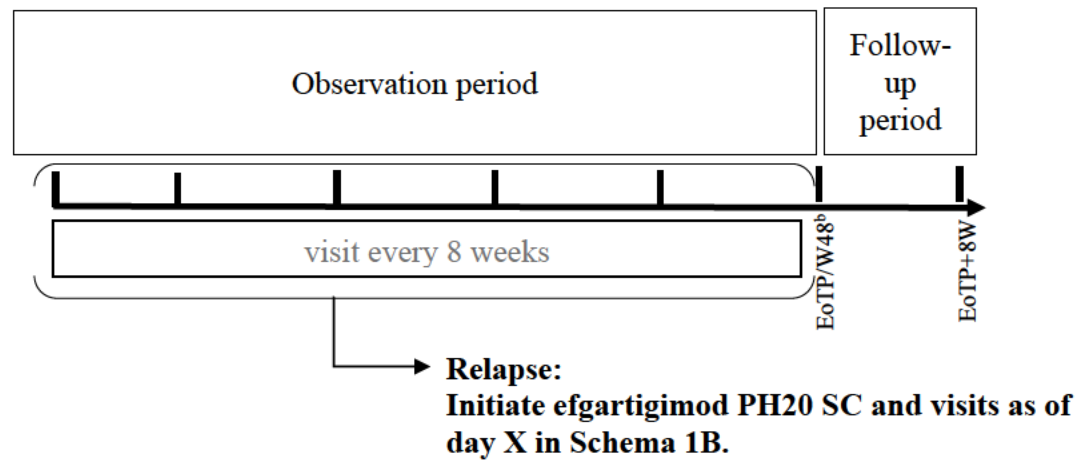 Observation period
Follow-
up
period
visit every 8 weeks
EoTP/W48ᵇ
EoTP+8W
Relapse:
Initiate efgartigimod PH20 SC and visits as of
day X in Schema 1B.